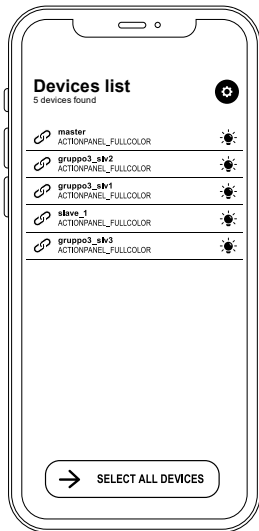 Devices list
5 devices found
master
ACTIONPANEL_FULLCOLOR
gruppo3_slv2
ACTIONPANEL_FULLCOLOR
gruppo3_slv1
ACTIONPANEL_FULLCOLOR
slave_1
ACTIONPANEL_FULLCOLOR
gruppo3_slv3
ACTIONPANEL_FULLCOLOR
SELECT ALL DEVICES